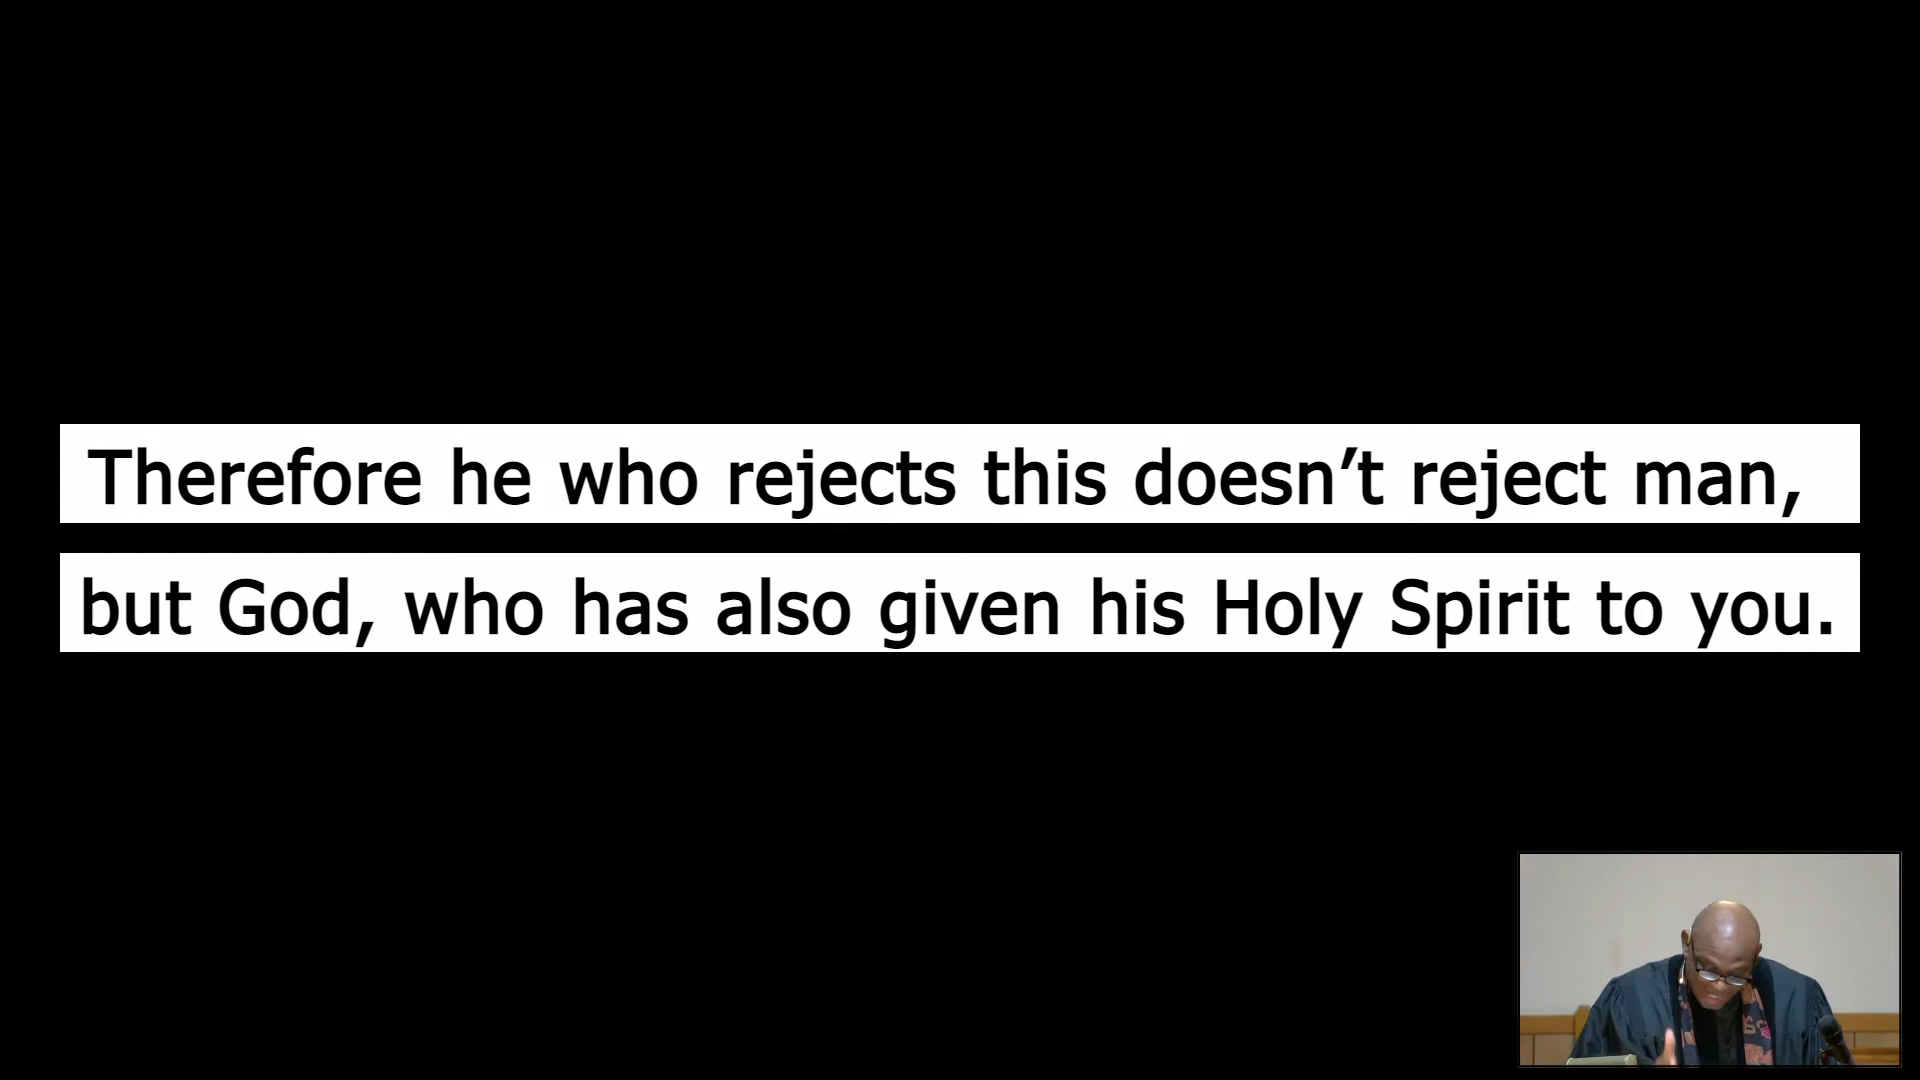 Therefore he who rejects this doesn’t reject man,
but God, who has also given his Holy Spirit to you.